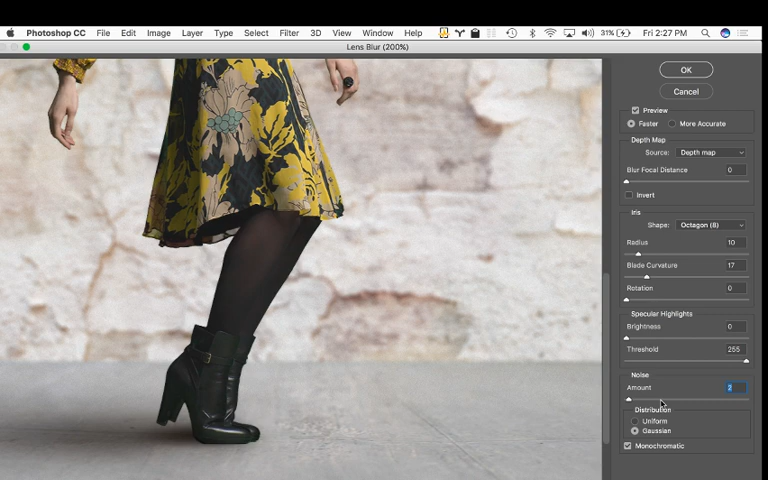 Photoshop CC File Edit Image Layer Type Select Filter 3D View Window Help 31% Fri 2:27 PM
Lens Blur (200%)
OK
Cancel
Preview
Faster More Accurate
Depth Map
Source: Depth map
Blur Focal Distance 0
Invert
Iris
Shape: Octagon (8)
Radius 10
Blade Curvature 17
Rotation 0
Specular Highlights
Brightness 0
Threshold 255
Noise
Amount 2
Distribution
Uniform
Gaussian
Monochromatic